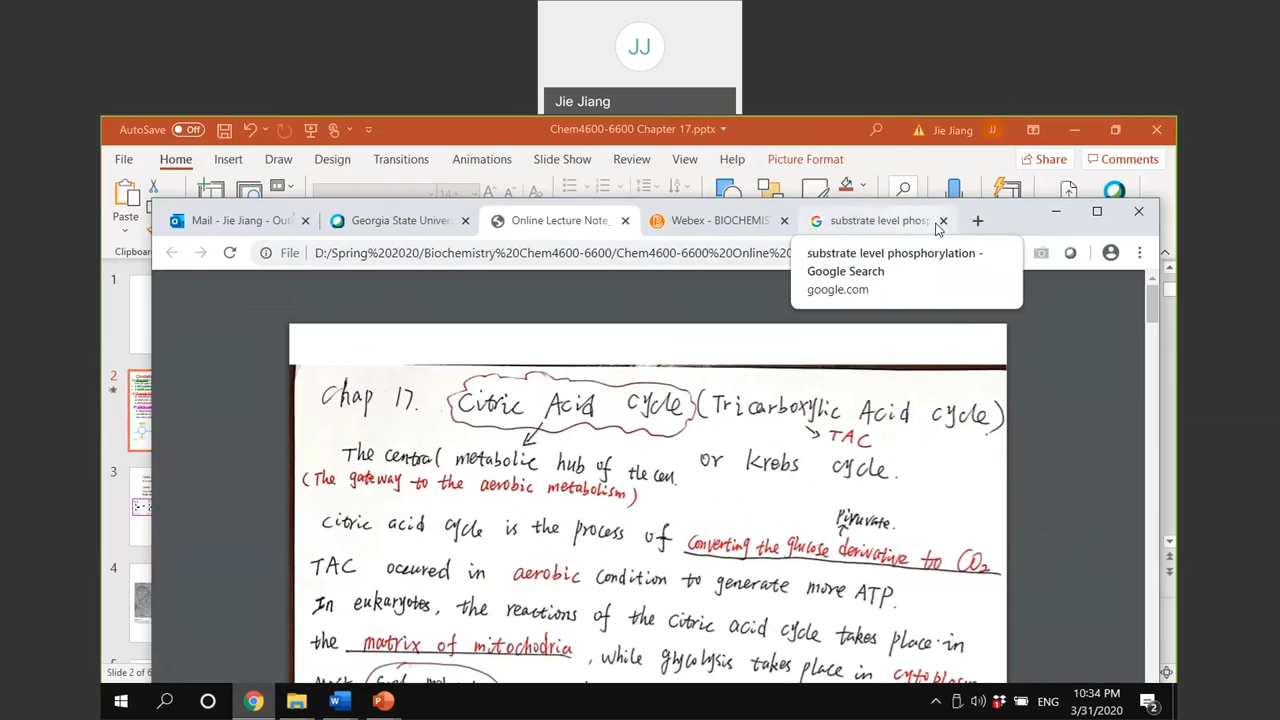 JJ
Jie Jiang
AutoSave Off
Chem4600-6600 Chapter 17.pptx
Jie Jiang JJ
File Home Insert Draw Design Transitions Animations Slide Show Review View Help Picture Format Share Comments
Paste
14
Mail - Jie Jiang - Out
Georgia State Univer
Online Lecture Note_
Webex - BIOCHEMIS
substrate level phosp
File D:/Spring%202020/Biochemistry%20Chem4600-6600/Chem4600-6600%20Online%20
substrate level phosphorylation -
Google Search
google.com
1
2
3
4
Chap 17. Citric Acid Cycle (Tricarboxylic Acid cycle)
TAC
The central metabolic hub of the cell. or krebs cycle.
(The gateway to the aerobic metabolism)
Piruvate.
Citric acid cycle is the process of converting the glucose derivative to CO2
TAC occured in aerobic condition to generate more ATP.
In eukaryotes, the reactions of the citric acid cycle takes place in
the matrix of mitochodria, while glycolysis takes place in cytoplasm
Slide 2 of 6
ENG
10:34 PM
3/31/2020
2